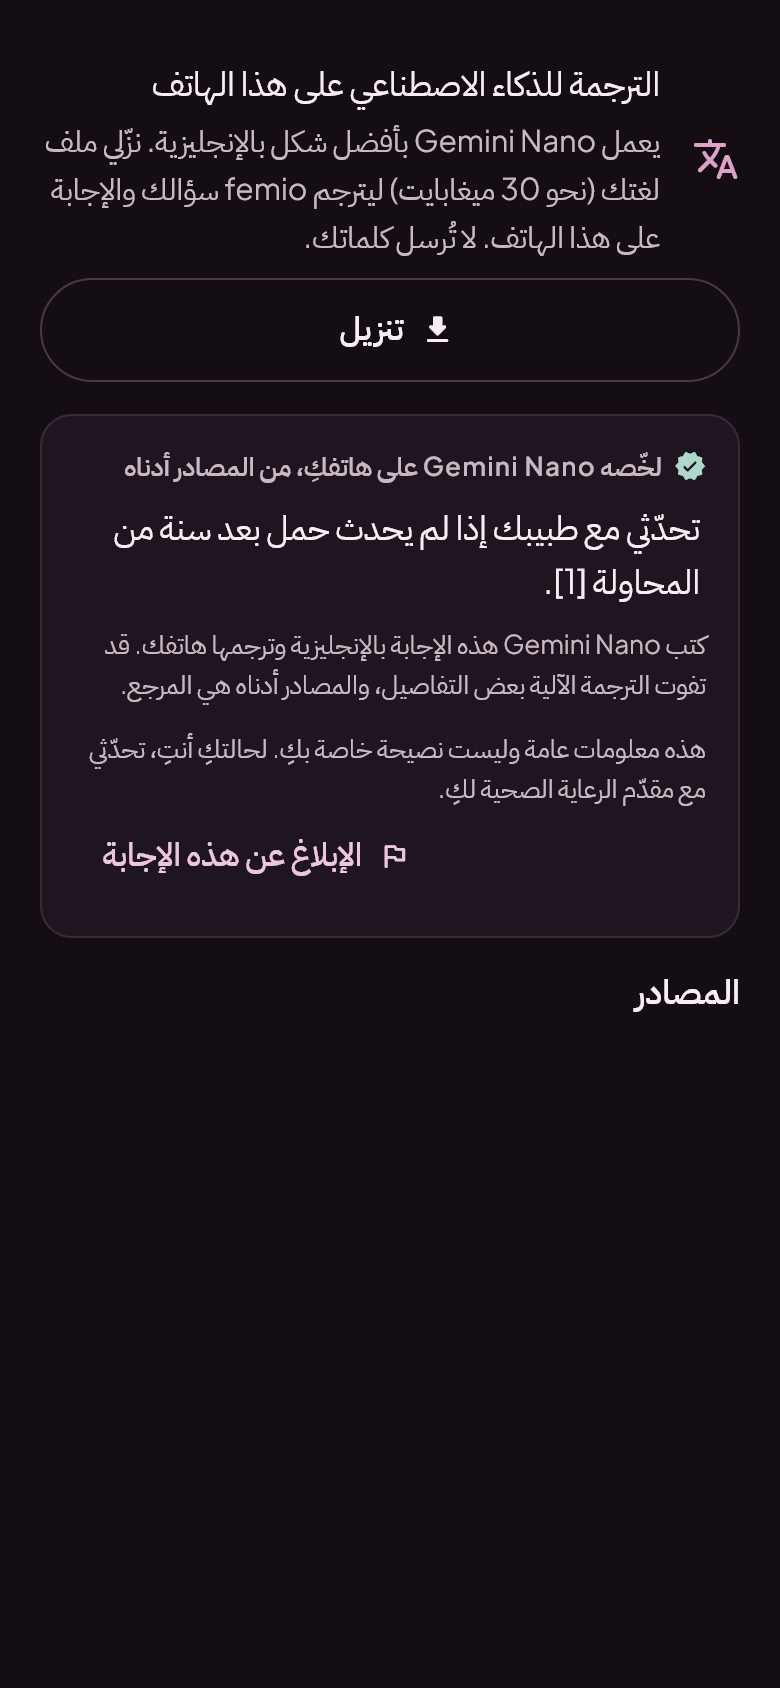 الترجمة للذكاء الاصطناعي على هذا الهاتف
يعمل Gemini Nano بأفضل شكل بالإنجليزية. نزّلي ملف
لغتك (نحو 30 ميغابايت) ليترجم femio سؤالك والإجابة
على هذا الهاتف. لا تُرسل كلماتك.
تنزيل
لخّصه Gemini Nano على هاتفكِ، من المصادر أدناه
تحدّثي مع طبيبك إذا لم يحدث حمل بعد سنة من
المحاولة [1].
كتب Gemini Nano هذه الإجابة بالإنجليزية وترجمها هاتفك. قد
تفوت الترجمة الآلية بعض التفاصيل، والمصادر أدناه هي المرجع.
هذه معلومات عامة وليست نصيحة خاصة بكِ. لحالتكِ أنتِ، تحدّثي
مع مقدّم الرعاية الصحية لكِ.
الإبلاغ عن هذه الإجابة
المصادر